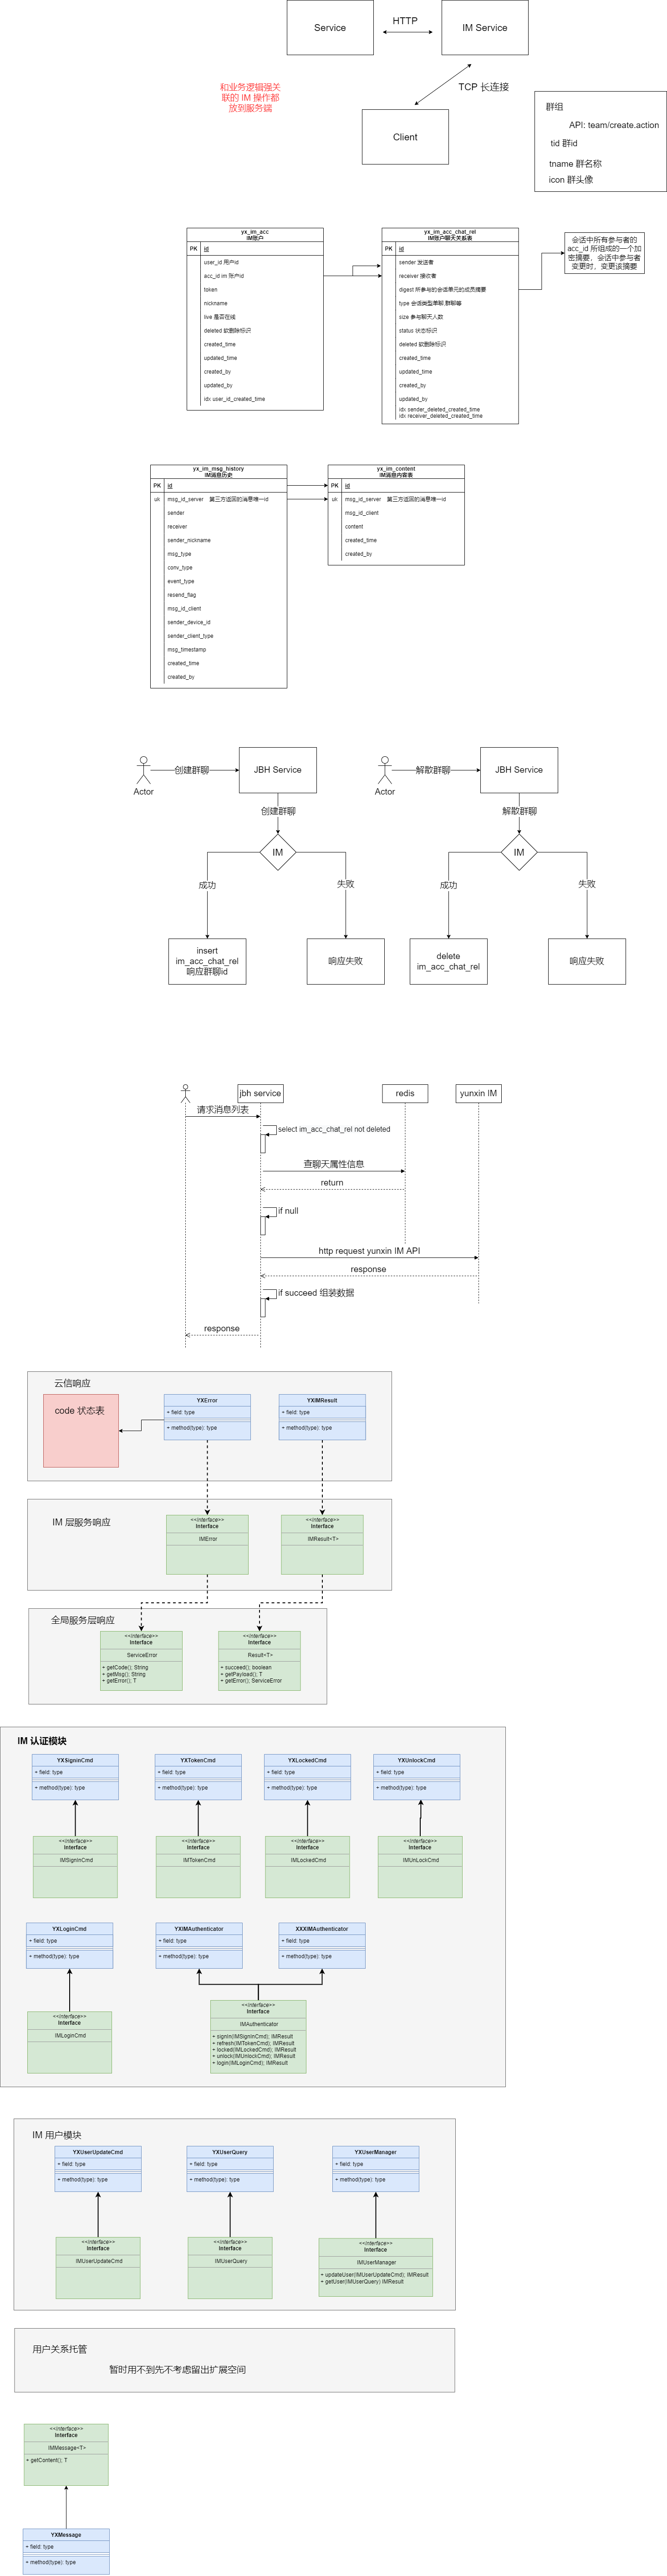 Service
HTTP
IM Service
TCP 长连接
Client
和业务逻辑强关
联的 IM 操作都
放到服务端
群组
API: team/create.action
tid 群id
tname 群名称
icon 群头像
yx_im_acc
IM账户
PK
id
user_id 用户id
acc_id im 账户id
token
nickname
live 是否在线
deleted 软删除标识
created_time
updated_time
created_by
updated_by
idx user_id_created_time
yx_im_acc_chat_rel
IM账户聊天关系表
PK
id
sender 发送者
receiver 接收者
digest 所参与的会话单元的成员摘要
type 会话类型单聊,群聊等
size 参与聊天人数
status 状态标识
deleted 软删除标识
created_time
updated_time
created_by
updated_by
idx sender_deleted_created_time
idx receiver_deleted_created_time
会话中所有参与者的
acc_id 所组成的一个加
密摘要，会话中参与者
变更时，变更该摘要
yx_im_msg_history
IM消息历史
PK
id
uk
msg_id_server 第三方返回的消息唯一id
sender
receiver
sender_nickname
msg_type
conv_type
event_type
resend_flag
msg_id_client
sender_device_id
sender_client_type
msg_timestamp
created_time
created_by
yx_im_content
IM消息内容表
PK
id
uk
msg_id_server 第三方返回的消息唯一id
msg_id_client
content
created_time
created_by
Actor
创建群聊
JBH Service
创建群聊
IM
成功
失败
insert
im_acc_chat_rel
响应群聊id
响应失败
Actor
解散群聊
JBH Service
解散群聊
IM
成功
失败
delete
im_acc_chat_rel
响应失败
jbh service
redis
yunxin IM
请求消息列表
select im_acc_chat_rel not deleted
查聊天属性信息
return
if null
http request yunxin IM API
response
if succeed 组装数据
response
云信响应
code 状态表
YXError
+ field: type
+ method(type): type
YXIMResult
+ field: type
+ method(type): type
IM 层服务响应
<<interface>>
Interface
IMError
<<interface>>
Interface
IMResult<T>
全局服务层响应
<<interface>>
Interface
ServiceError
+ getCode(); String
+ getMsg(); String
+ getError(); T
<<interface>>
Interface
Result<T>
+ succeed(); boolean
+ getPayload(); T
+ getError(); ServiceError
IM 认证模块
YXSigninCmd
+ field: type
+ method(type): type
YXTokenCmd
+ field: type
+ method(type): type
YXLockedCmd
+ field: type
+ method(type): type
YXUnlockCmd
+ field: type
+ method(type): type
<<interface>>
Interface
IMSignInCmd
<<interface>>
Interface
IMTokenCmd
<<interface>>
Interface
IMLockedCmd
<<interface>>
Interface
IMUnLockCmd
YXLoginCmd
+ field: type
+ method(type): type
YXIMAuthenticator
+ field: type
+ method(type): type
XXXIMAuthenticator
+ field: type
+ method(type): type
<<interface>>
Interface
IMLoginCmd
<<interface>>
Interface
IMAuthenticator
+ signin(IMSignInCmd); IMResult
+ refresh(IMTokenCmd); IMResult
+ locked(IMLockedCmd); IMResult
+ unlock(IMUnlockCmd); IMResult
+ login(IMLoginCmd); IMResult
IM 用户模块
YXUserUpdateCmd
+ field: type
+ method(type): type
YXUserQuery
+ field: type
+ method(type): type
YXUserManager
+ field: type
+ method(type): type
<<interface>>
Interface
IMUserUpdateCmd
<<interface>>
Interface
IMUserQuery
<<interface>>
Interface
IMUserManager
+ updateUser(IMUserUpdateCmd); IMResult
+ getUser(IMUserQuery) IMResult
用户关系托管
暂时用不到先不考虑留出扩展空间
<<interface>>
Interface
IMMessage<T>
+ getContent(); T
YXMessage
+ field: type
+ method(type): type